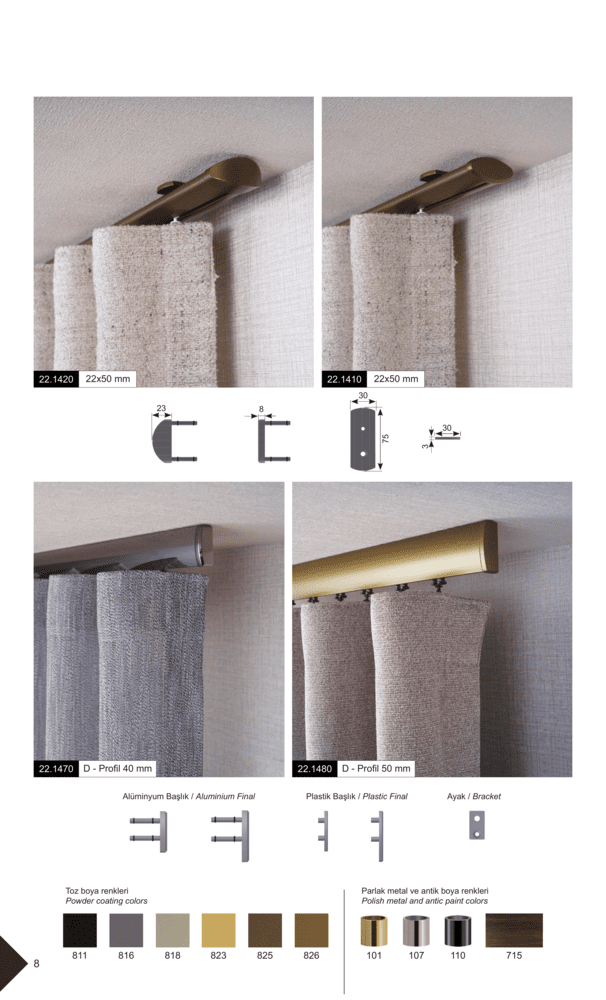 22.1420 22x50 mm
22.1410 22x50 mm
23
8
30
75
30
3
22.1470 D - Profil 40 mm
22.1480 D - Profil 50 mm
Alüminyum Başlık / Aluminium Final
Plastik Başlık / Plastic Final
Ayak / Bracket
Toz boya renkleri
Powder coating colors
811 816 818 823 825 826
Parlak metal ve antik boya renkleri
Polish metal and antic paint colors
101 107 110 715
8